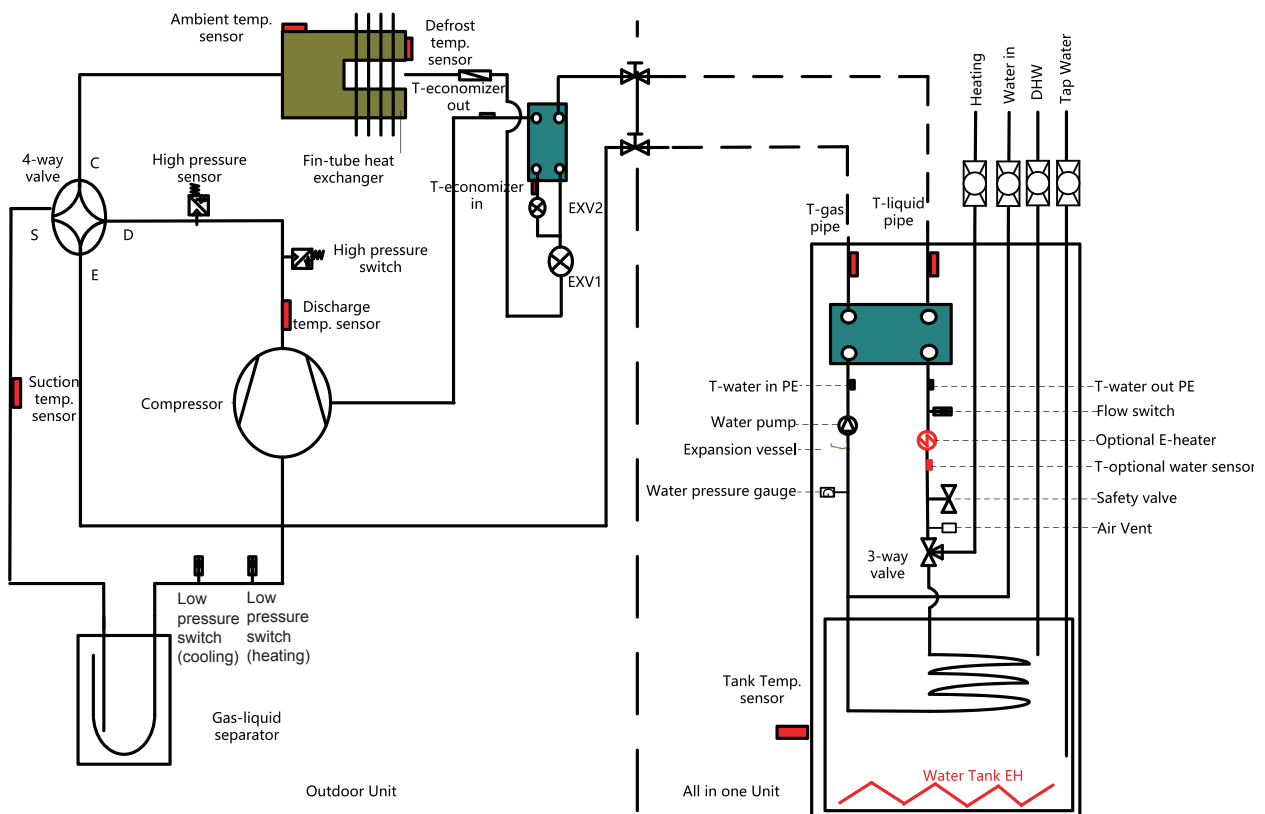 Ambient temp.
sensor
Defrost
temp.
sensor
T-economizer
out
Heating
Water in
DHW
Tap Water
4-way
valve
C
High pressure
sensor
Fin-tube heat
exchanger
T-economizer
in
EXV2
S
D
E
High pressure
switch
EXV1
T-gas
pipe
T-liquid
pipe
Discharge
temp. sensor
Suction
temp.
sensor
Compressor
T-water in PE
T-water out PE
Water pump
Flow switch
Expansion vessel
Optional E-heater
T-optional water sensor
Water pressure gauge
Safety valve
Air Vent
3-way
valve
Low
pressure
switch
(cooling)
Low
pressure
switch
(heating)
Gas-liquid
separator
Tank Temp.
sensor
Water Tank EH
Outdoor Unit
All in one Unit